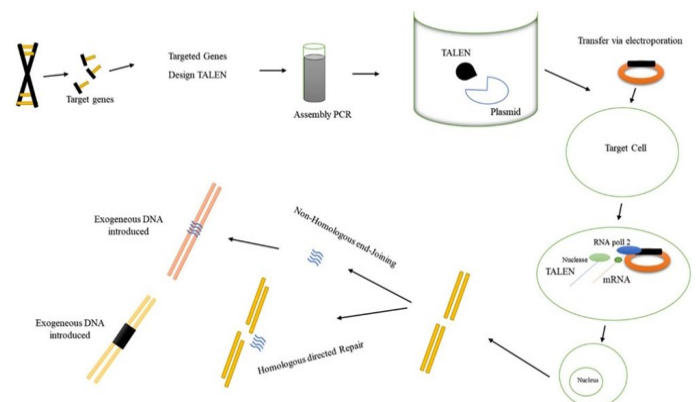 Target genes
Targeted Genes
Design TALEN
Assembly PCR
TALEN
Plasmid
Transfer via electroporation
Target Cell
RNA poll 2
Nuclease
TALEN
mRNA
Nucleus
Non-Homologous end-Joining
Homologous directed Repair
Exogeneous DNA
introduced
Exogeneous DNA
introduced